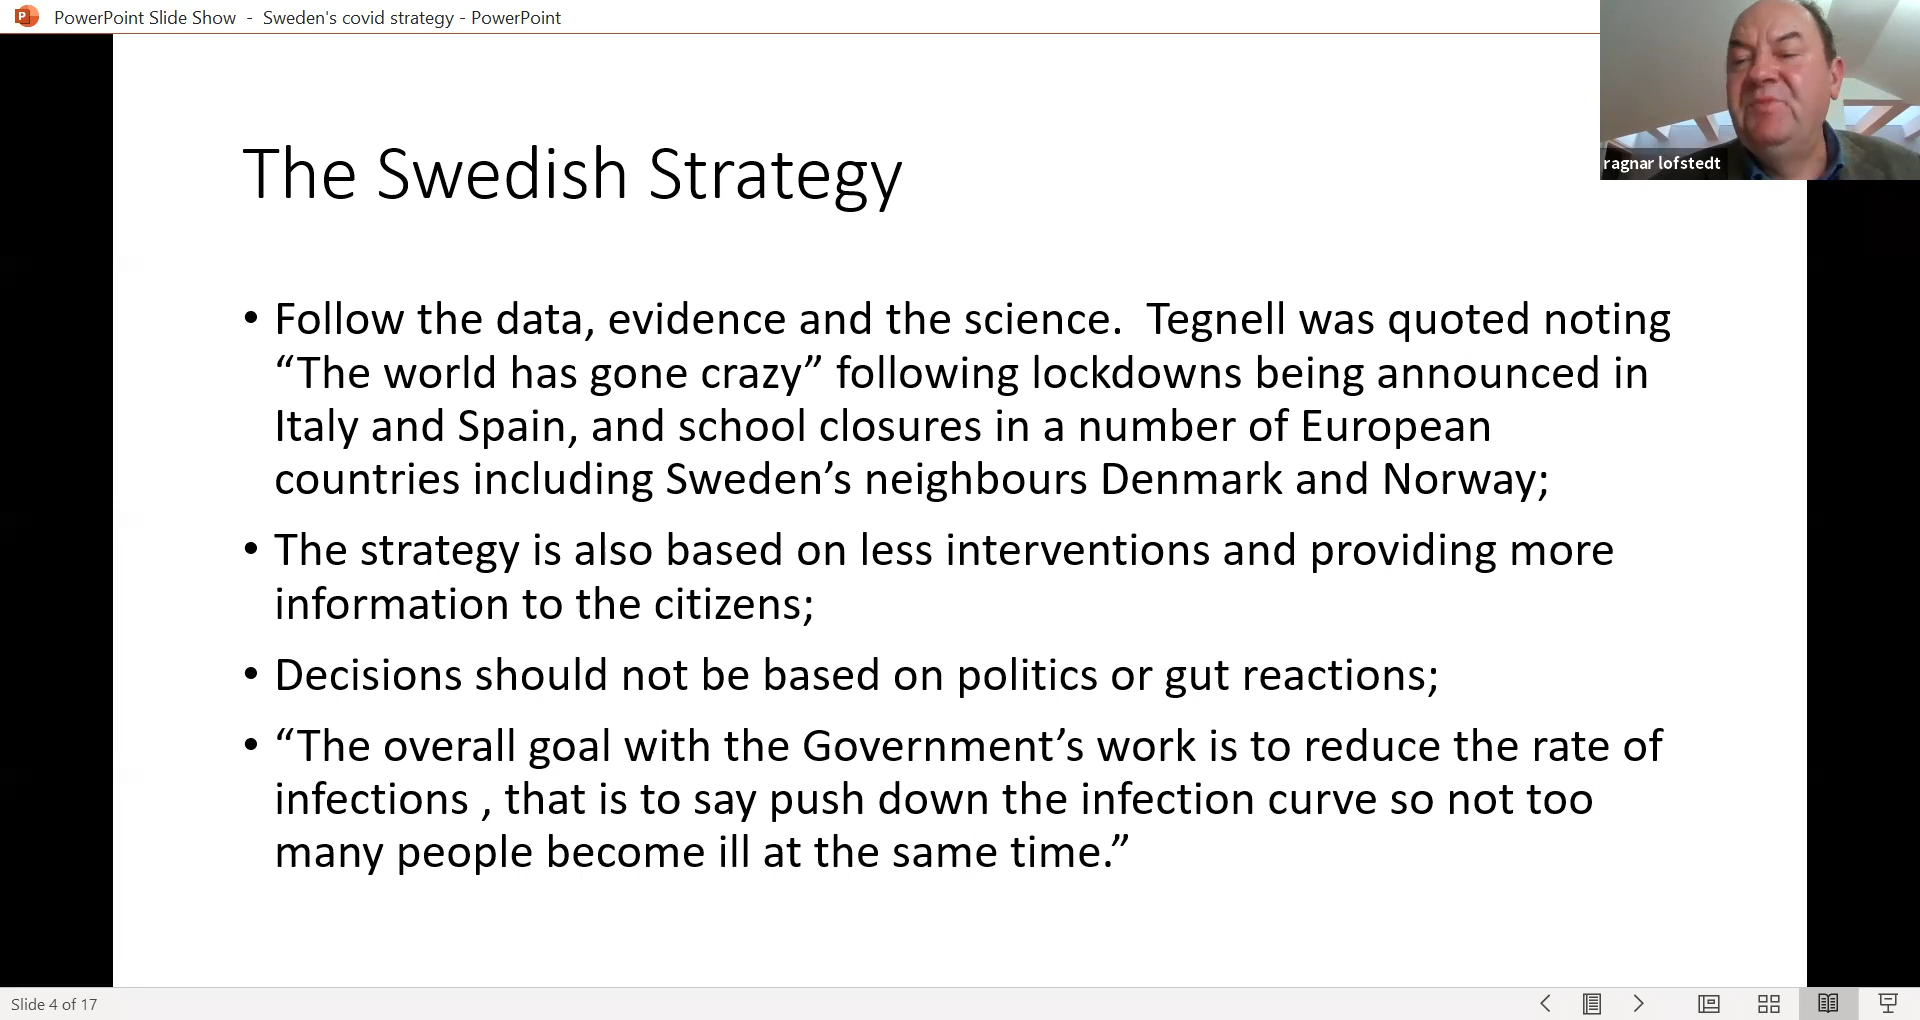 PowerPoint Slide Show - Sweden's covid strategy - PowerPoint
ragnar lofstedt
The Swedish Strategy
• Follow the data, evidence and the science. Tegnell was quoted noting
“The world has gone crazy” following lockdowns being announced in
Italy and Spain, and school closures in a number of European
countries including Sweden’s neighbours Denmark and Norway;
• The strategy is also based on less interventions and providing more
information to the citizens;
• Decisions should not be based on politics or gut reactions;
• “The overall goal with the Government’s work is to reduce the rate of
infections , that is to say push down the infection curve so not too
many people become ill at the same time.”
Slide 4 of 17